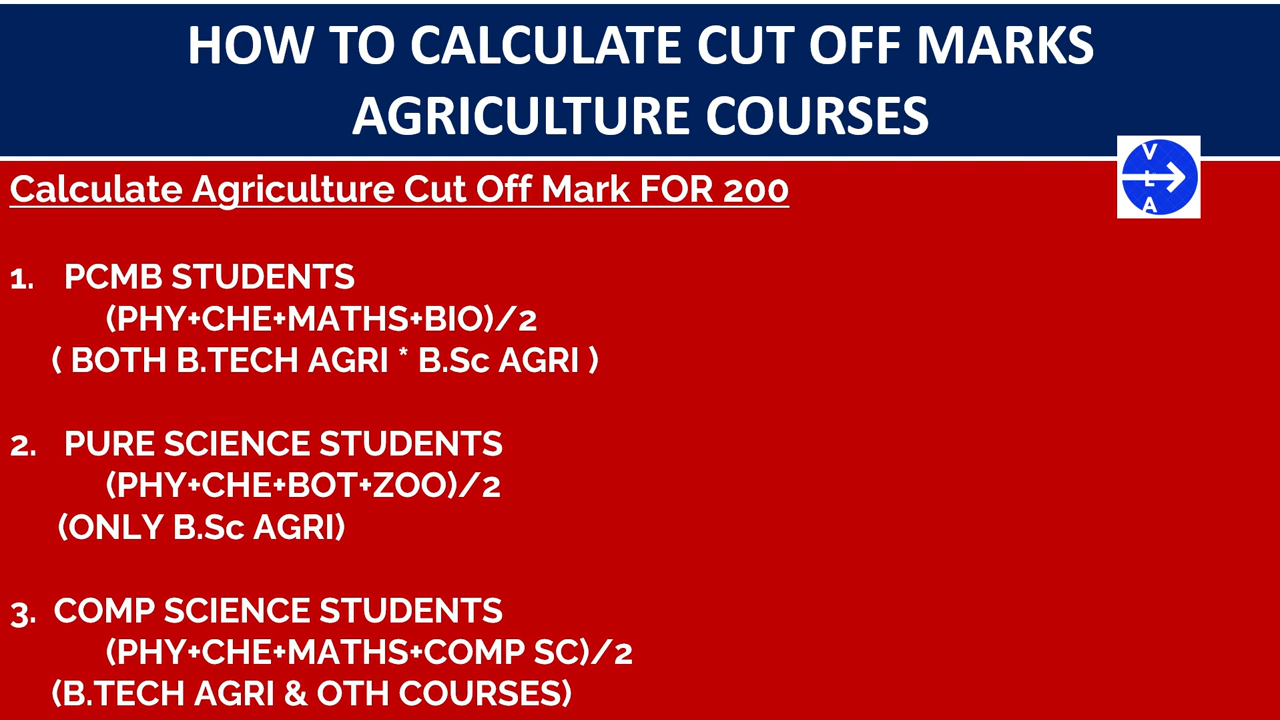 HOW TO CALCULATE CUT OFF MARKS
AGRICULTURE COURSES
V
L
A
Calculate Agriculture Cut Off Mark FOR 200
1. PCMB STUDENTS
(PHY+CHE+MATHS+BIO)/2
( BOTH B.TECH AGRI * B.Sc AGRI )
2. PURE SCIENCE STUDENTS
(PHY+CHE+BOT+ZOO)/2
(ONLY B.Sc AGRI)
3. COMP SCIENCE STUDENTS
(PHY+CHE+MATHS+COMP SC)/2
(B.TECH AGRI & OTH COURSES)